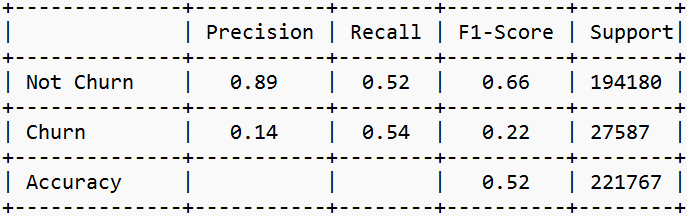 +--------------+-----------+--------+----------+--------+
|              | Precision | Recall | F1-Score | Support|
+--------------+-----------+--------+----------+--------+
| Not Churn    |   0.89    |  0.52  |   0.66   | 194180 |
+--------------+-----------+--------+----------+--------+
| Churn        |   0.14    |  0.54  |   0.22   | 27587  |
+--------------+-----------+--------+----------+--------+
| Accuracy     |           |        |   0.52   | 221767 |
+--------------+-----------+--------+----------+--------+